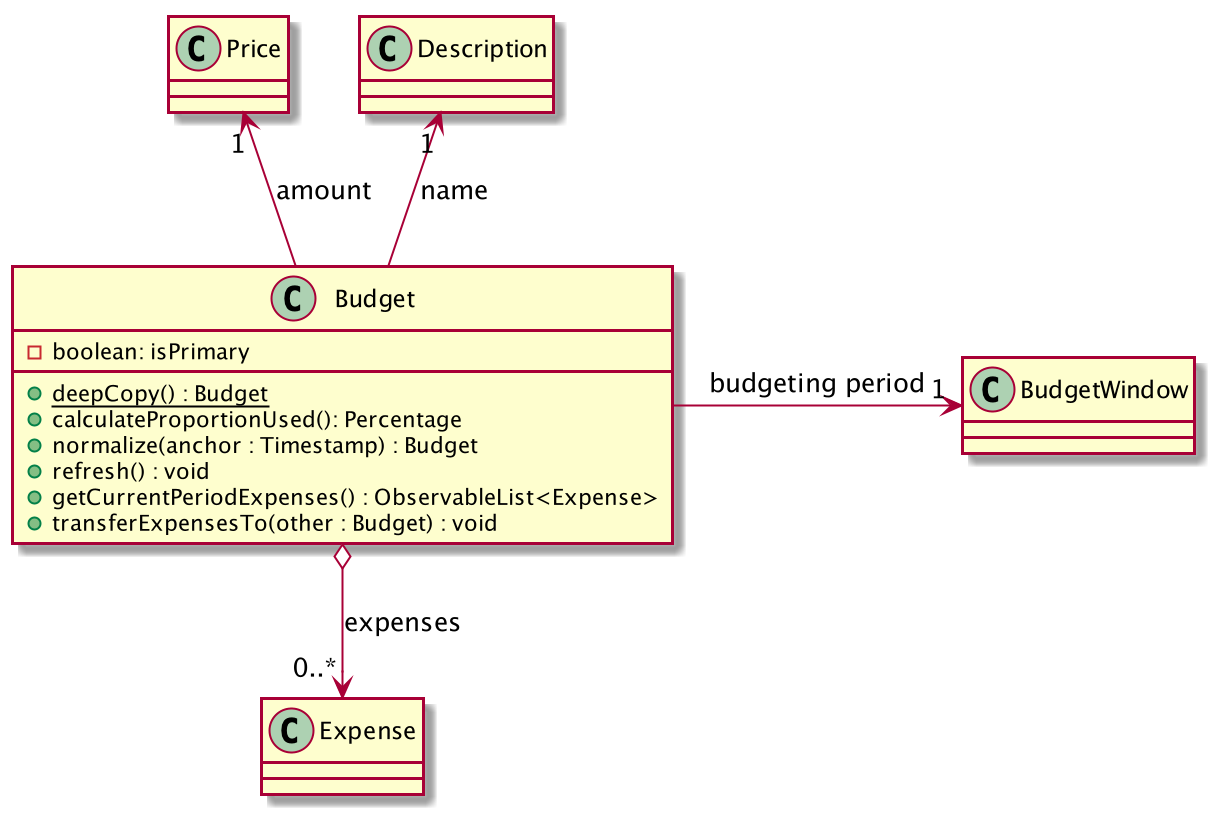 C Price
C Description
1
1
amount
name
C Budget
boolean: isPrimary
deepCopy() : Budget
calculateProportionUsed(): Percentage
normalize(anchor : Timestamp) : Budget
refresh() : void
getCurrentPeriodExpenses() : ObservableList<Expense>
transferExpensesTo(other : Budget) : void
budgeting period
1
C BudgetWindow
expenses
0..*
C Expense